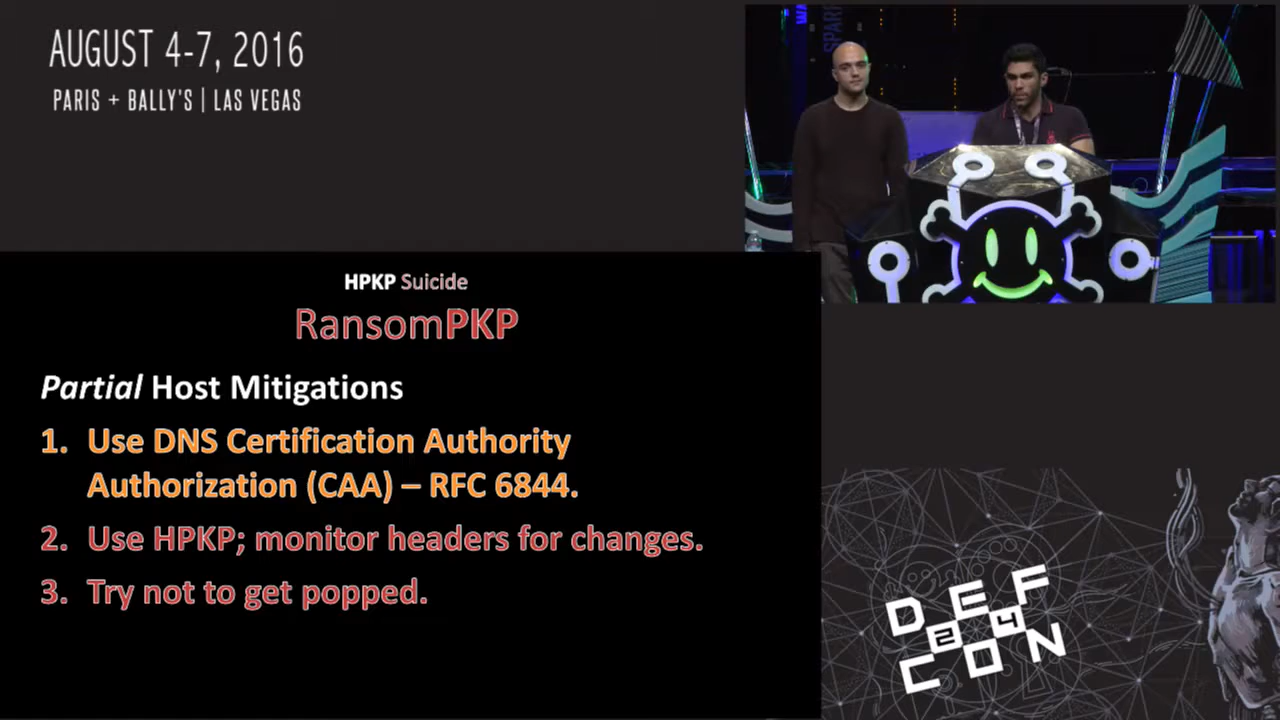 AUGUST 4-7, 2016
PARIS + BALLY'S | LAS VEGAS
HPKP Suicide
RansomPKP
Partial Host Mitigations
1. Use DNS Certification Authority
Authorization (CAA) – RFC 6844.
2. Use HPKP; monitor headers for changes.
3. Try not to get popped.
DEF
24
CON